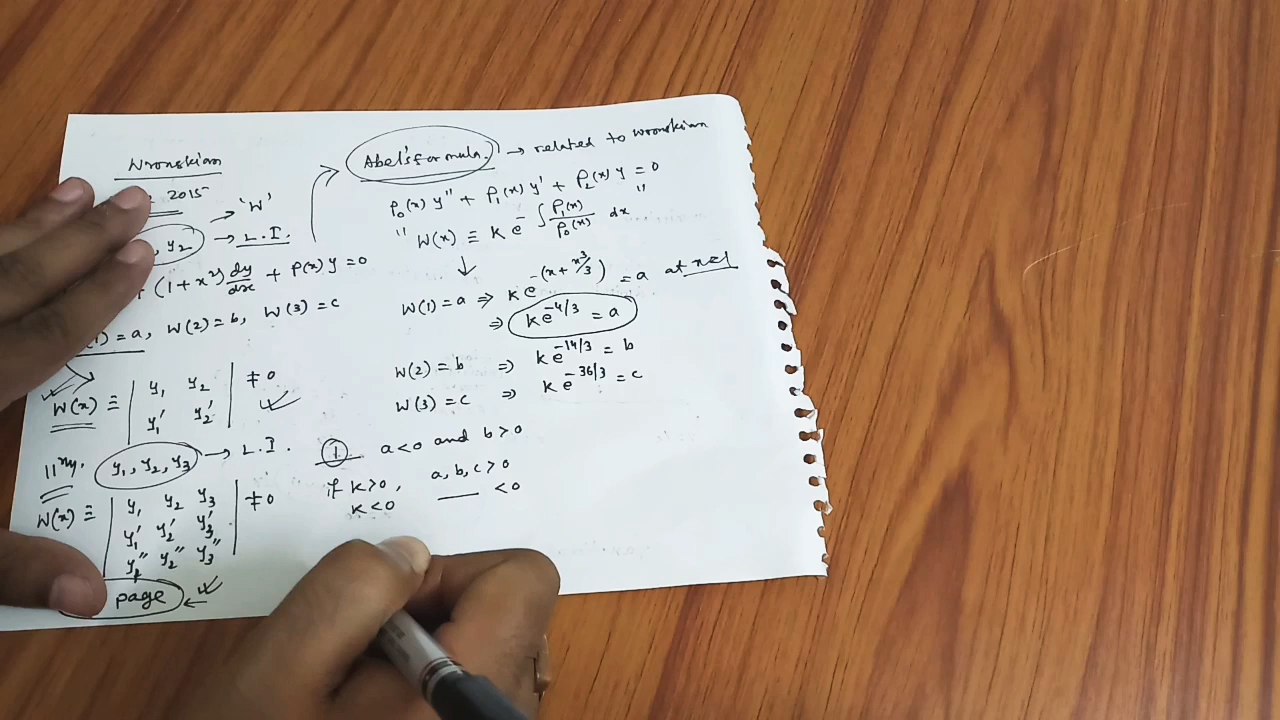 Wronskian
2015
→ 'W'
, y₂ → L.I.
(1+x²) dy/dx + P(x) y = 0
(1) = a, W(2) = b, W(3) = c
W(x) ≡ | y₁ y₂ | ≠ 0
| y₁' y₂' |
lllly. y₁, y₂, y₃ → L.I.
W(x) ≡ | y₁ y₂ y₃ | ≠ 0
| y₁' y₂' y₃' |
| y₁'' y₂'' y₃'' |
page ←
Abel's formula. → related to Wronskian
P₀(x) y'' + P₁(x) y' + P₂(x) y = 0
" W(x) ≡ k e^-∫ P₁(x)/P₀(x) dx "
W(1) = a ⇒ k e^-(x + x³/3) = a at x=1
⇒ k e^-4/3 = a
W(2) = b ⇒ k e^-14/3 = b
W(3) = c ⇒ k e^-36/3 = c
① a < 0 and b > 0
if k > 0, a, b, c > 0
k < 0 — < 0